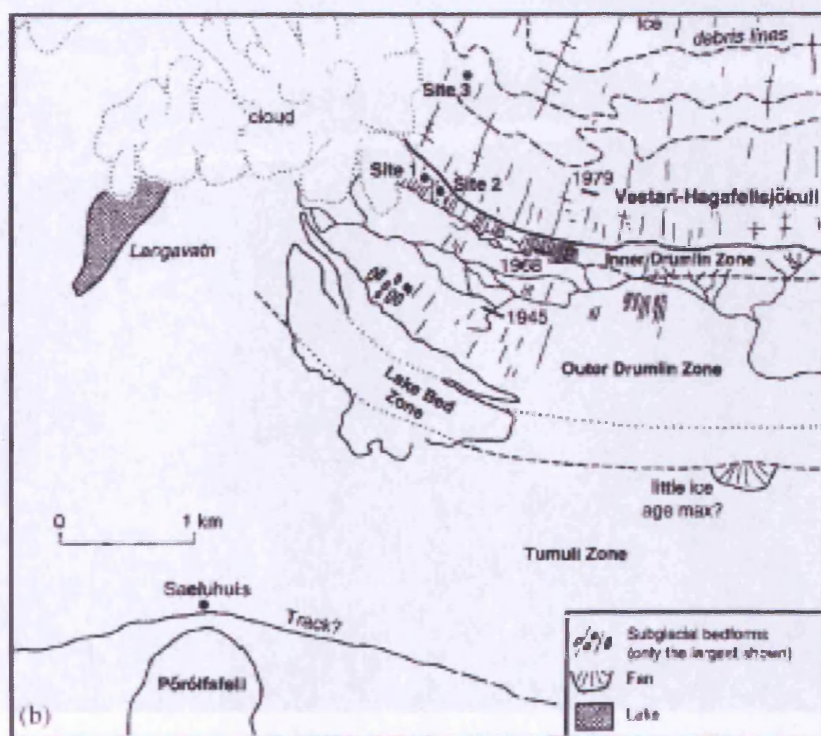 Ice
debris lines
Site 3
cloud
Site 1
Site 2
1979
Vestari-Hagafellsjökull
Langavatn
1968
Inner Drumlin Zone
1945
Outer Drumlin Zone
Lake Bed
Zone
0 1 km
little ice
age max?
Tumuli Zone
Saeluhuis
Track?
Pórólfsfell
Subglacial bedforms
(only the largest shown)
Fan
Lake
(b)